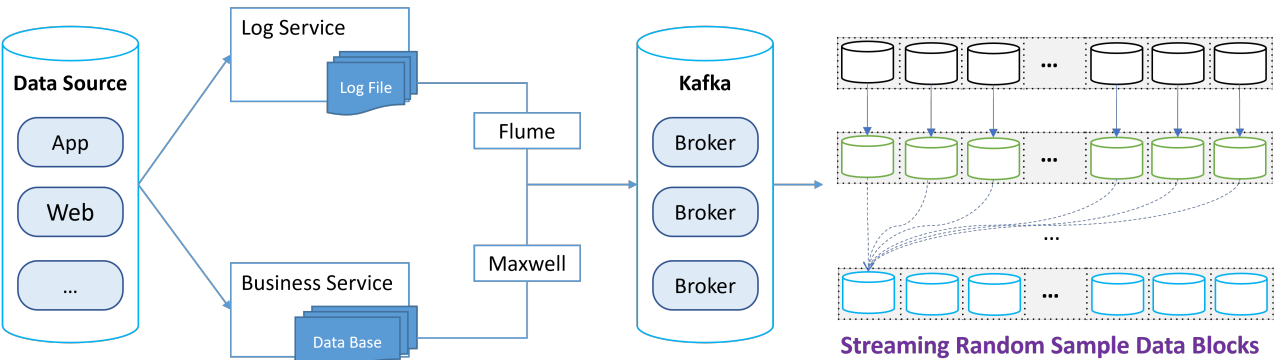 Data Source
App
Web
...
Log Service
Log File
Business Service
Data Base
Flume
Maxwell
Kafka
Broker
Broker
Broker
...
...
...
...
Streaming Random Sample Data Blocks